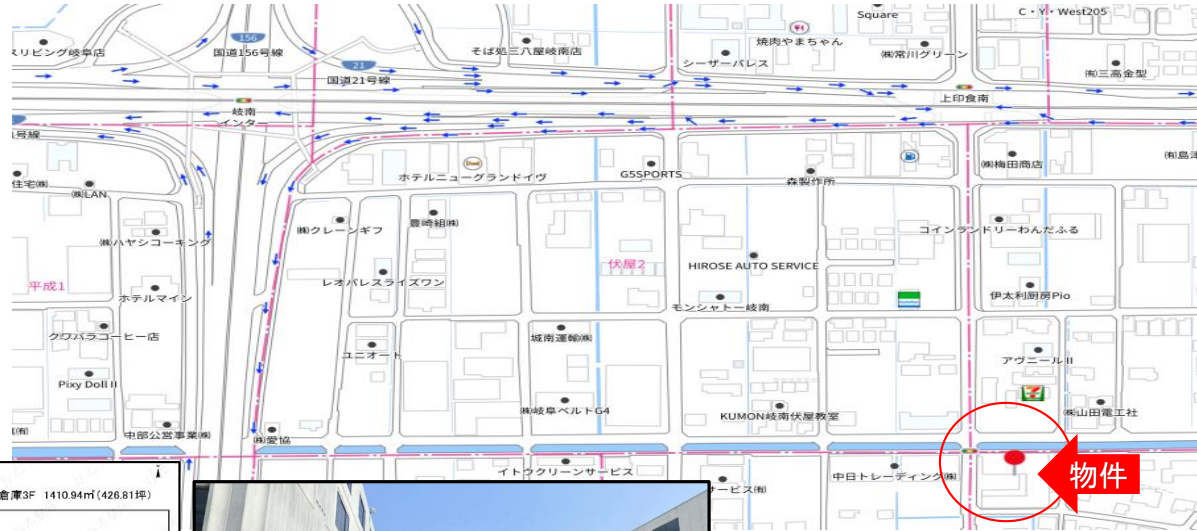 C・Y・West205
Square
156
焼肉やまちゃん
スリビング岐阜店
国道156号線
そば処三八屋岐南店
㈱常川グリーン
21
シーザーパレス
国道21号線
㈲三高金型
岐南
インター
上印食南
号線
ホテルニューグランドイヴ
G5SPORTS
森製作所
㈱梅田商店
住宅㈱
㈱LAN
㈱クレーンギフ
豊崎組㈱
コインランドリーわんだふる
㈱ハヤシコーキング
伏屋2
HIROSE AUTO SERVICE
平成1
レオパレスライズワン
ホテルマイン
モンシャトー岐南
伊太利厨房Pio
クワバラコーヒー店
城南運輸㈱
ユニオート
アヴニールⅡ
Pixy DollⅡ
㈱岐阜ベルトG4
KUMON岐南伏屋教室
7
㈱山田電工社
中部公営事業㈱
㈱愛協
イトウクリーンサービス
中日トレーディング㈱
物件
ービス㈲
倉庫3F 1410.94㎡(426.81坪)